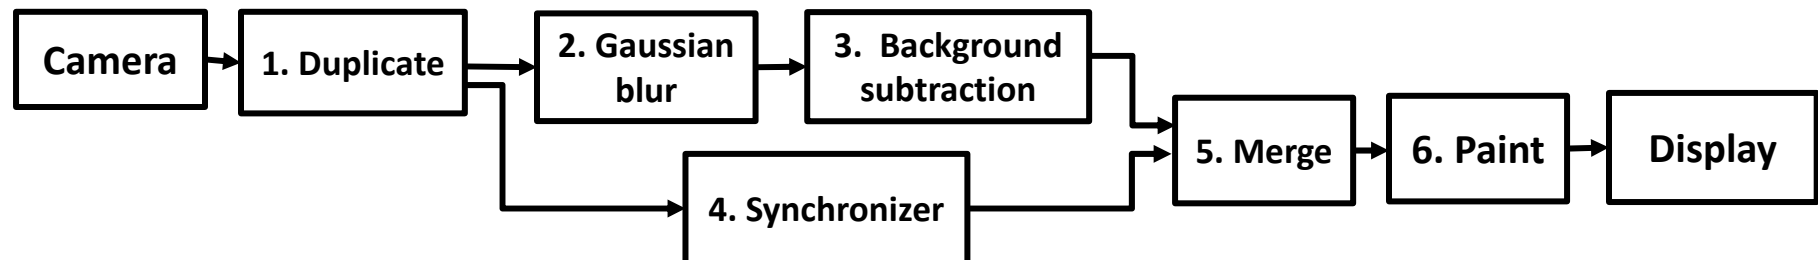 Camera
1. Duplicate
2. Gaussian
blur
3. Background
subtraction
4. Synchronizer
5. Merge
6. Paint
Display